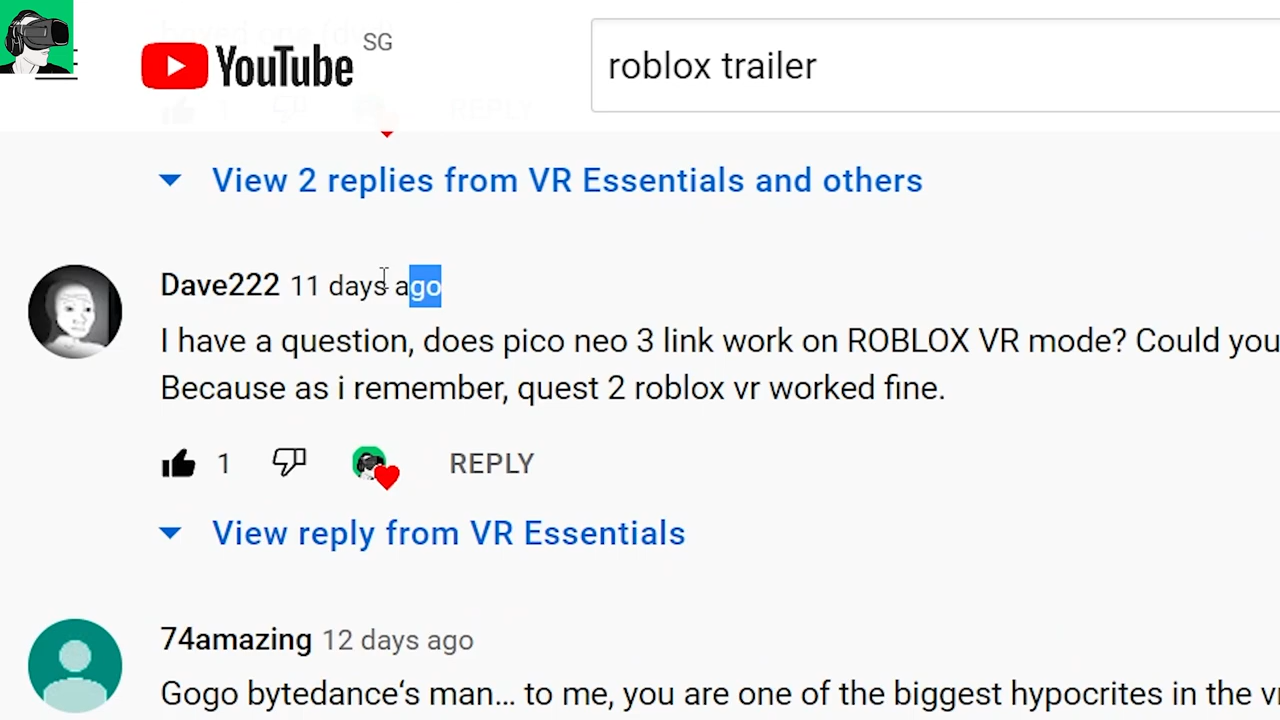 SG
YouTube
roblox trailer
REPLY
View 2 replies from VR Essentials and others
Dave222 11 days ago
I have a question, does pico neo 3 link work on ROBLOX VR mode? Could you
Because as i remember, quest 2 roblox vr worked fine.
1
REPLY
View reply from VR Essentials
74amazing 12 days ago
Gogo bytedance‘s man... to me, you are one of the biggest hypocrites in the